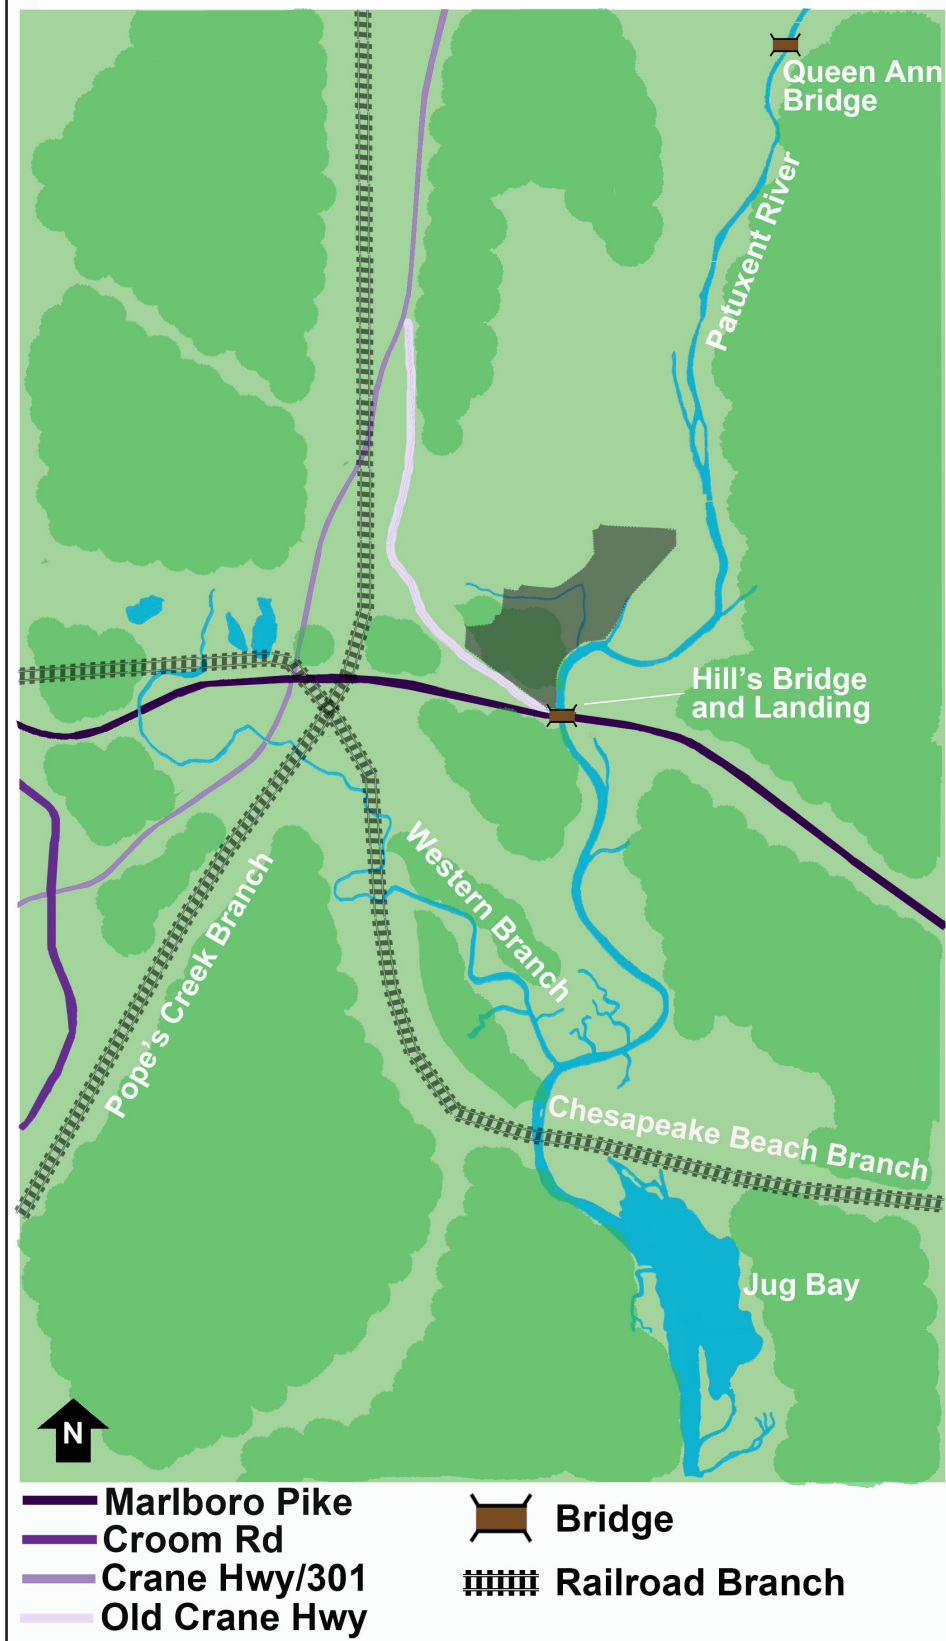 Queen Ann
Bridge
Patuxent River
Hill's Bridge
and Landing
Western Branch
Pope's Creek Branch
Chesapeake Beach Branch
Jug Bay
N
Marlboro Pike
Croom Rd
Crane Hwy/301
Old Crane Hwy
Bridge
Railroad Branch